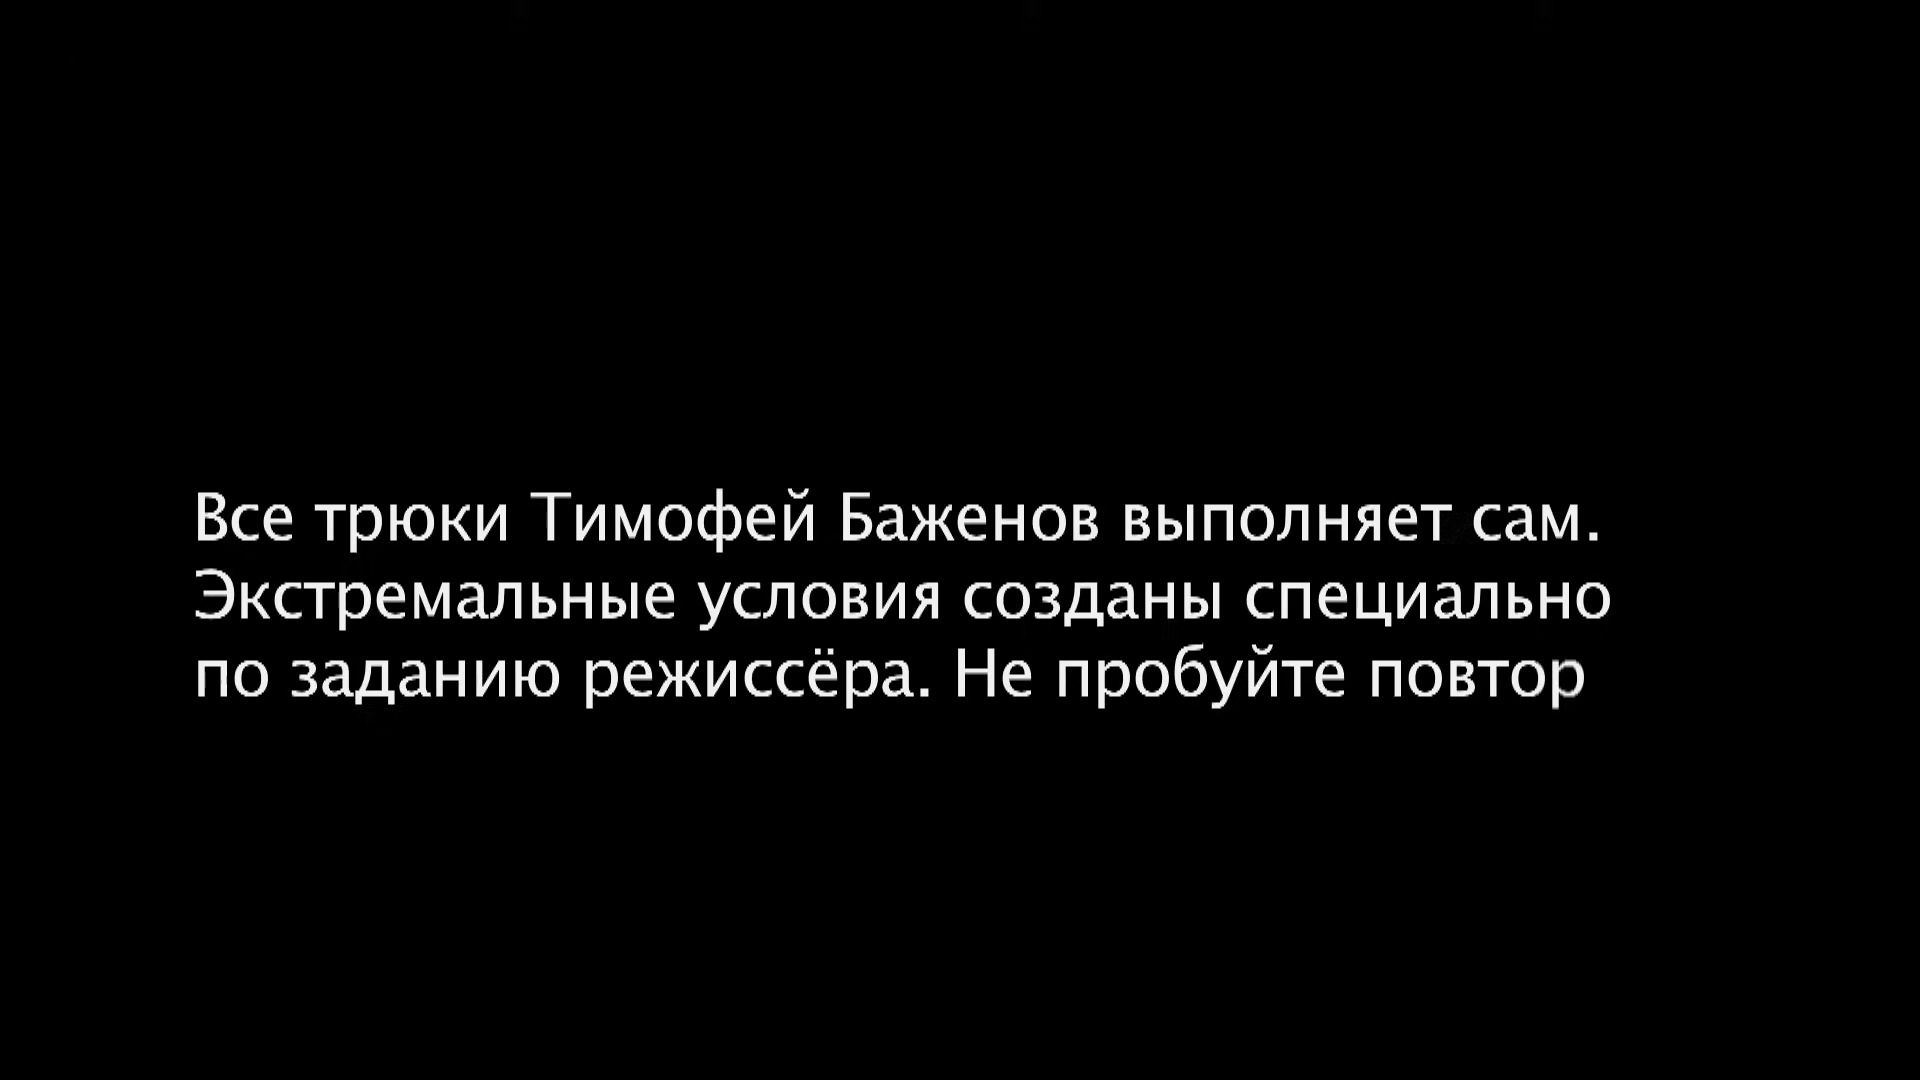 Все трюки Тимофей Баженов выполняет сам.
Экстремальные условия созданы специально
по заданию режиссёра. Не пробуйте повтор